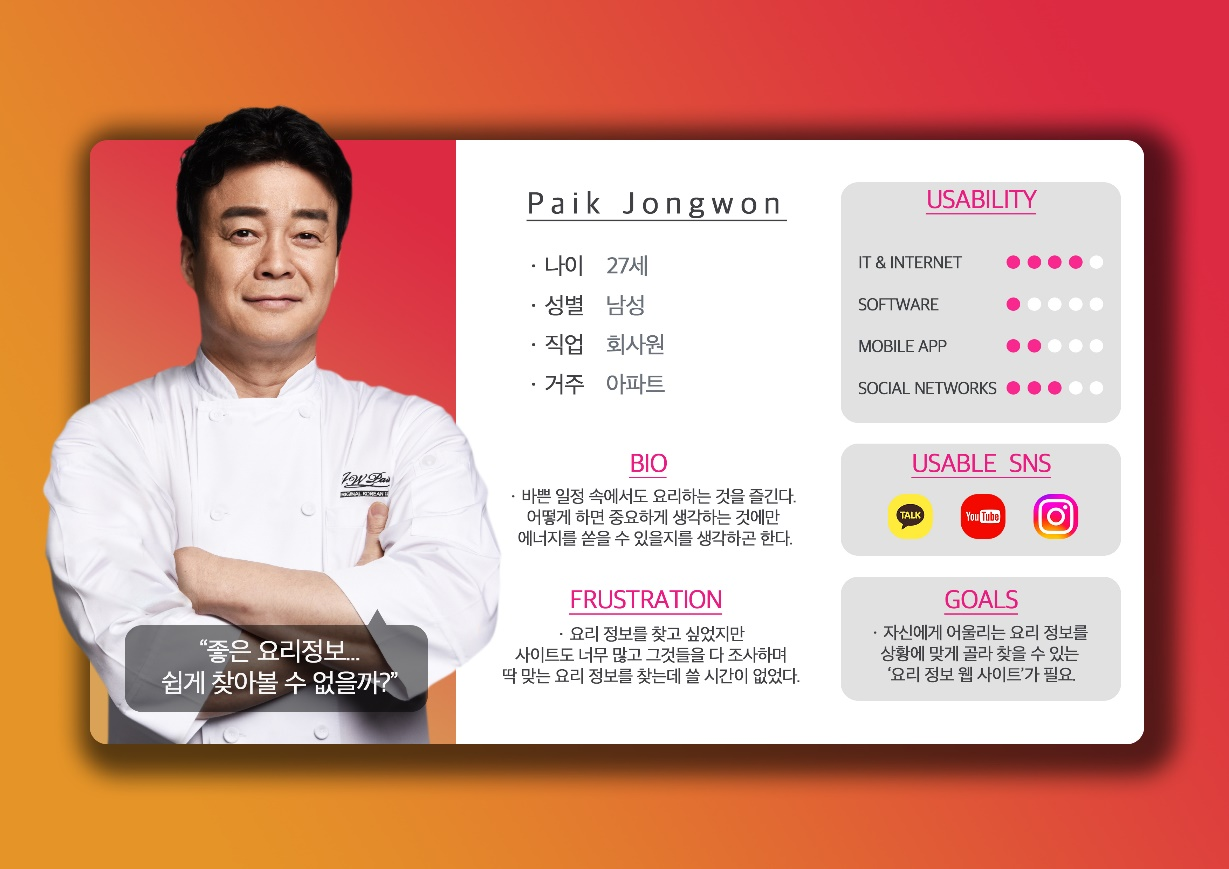 Paik Jongwon
· 나이 27세
· 성별 남성
· 직업 회사원
· 거주 아파트
BIO
· 바쁜 일정 속에서도 요리하는 것을 즐긴다.
어떻게 하면 중요하게 생각하는 것에만
에너지를 쏟을 수 있을지를 생각하곤 한다.
FRUSTRATION
· 요리 정보를 찾고 싶었지만
사이트도 너무 많고 그것들을 다 조사하며
딱 맞는 요리 정보를 찾는데 쓸 시간이 없었다.
“좋은 요리정보...
쉽게 찾아볼 수 없을까?”
USABILITY
IT & INTERNET
SOFTWARE
MOBILE APP
SOCIAL NETWORKS
USABLE SNS
TALK
YouTube
GOALS
· 자신에게 어울리는 요리 정보를
상황에 맞게 골라 찾을 수 있는
‘요리 정보 웹 사이트’가 필요.